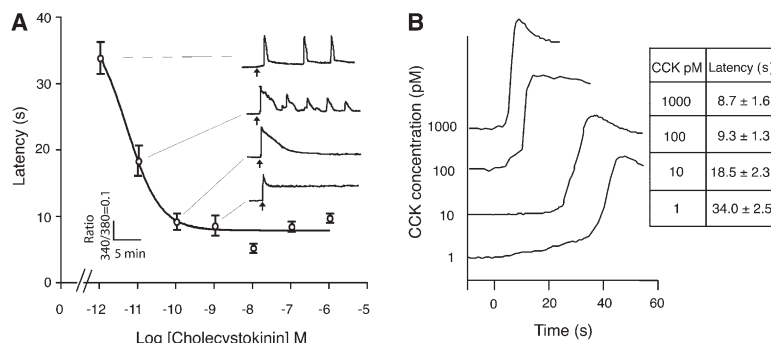 A
40
30
20
10
0
Latency (s)
Ratio
340/380=0.1
5 min
0 -12 -11 -10 -9 -8 -7 -6 -5
Log [Cholecystokinin] M
B
CCK concentration (pM)
1000
100
10
1
0 20 40 60
Time (s)
CCK pM Latency (s)
1000 8.7 ± 1.6
100 9.3 ± 1.3
10 18.5 ± 2.3
1 34.0 ± 2.5